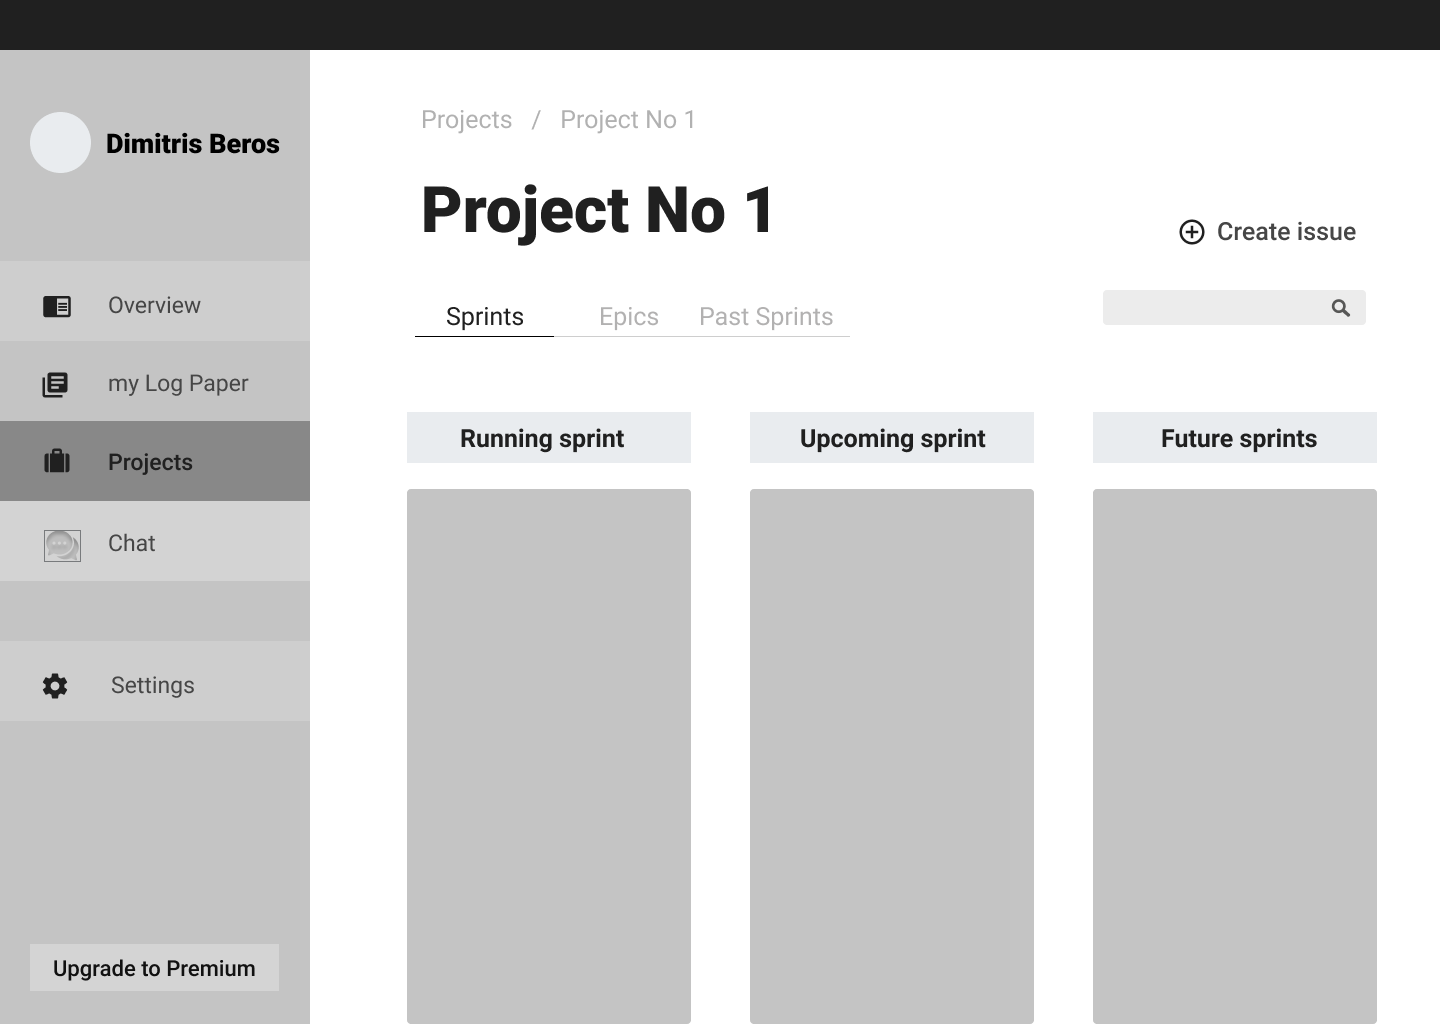 Dimitris Beros
Overview
my Log Paper
Projects
Chat
Settings
Upgrade to Premium
Projects / Project No 1
Project No 1
Create issue
Sprints Epics Past Sprints
Running sprint Upcoming sprint Future sprints